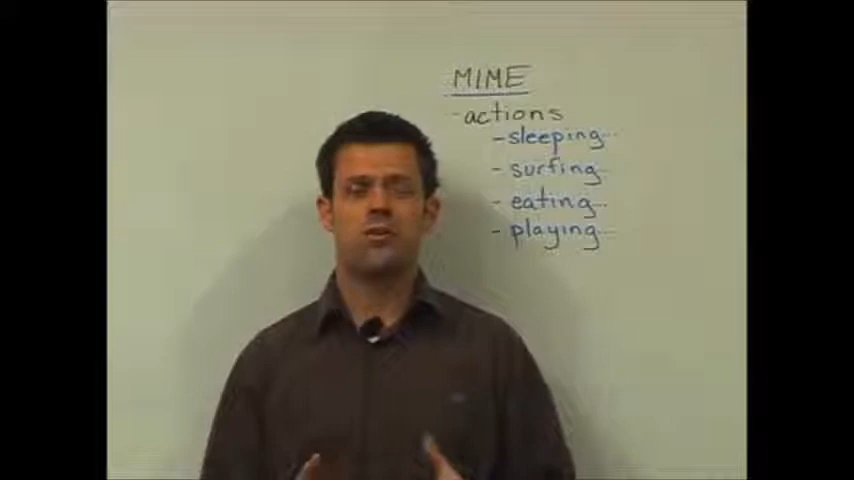 MIME
- actions
- sleeping...
- surfing
- eating...
- playing...